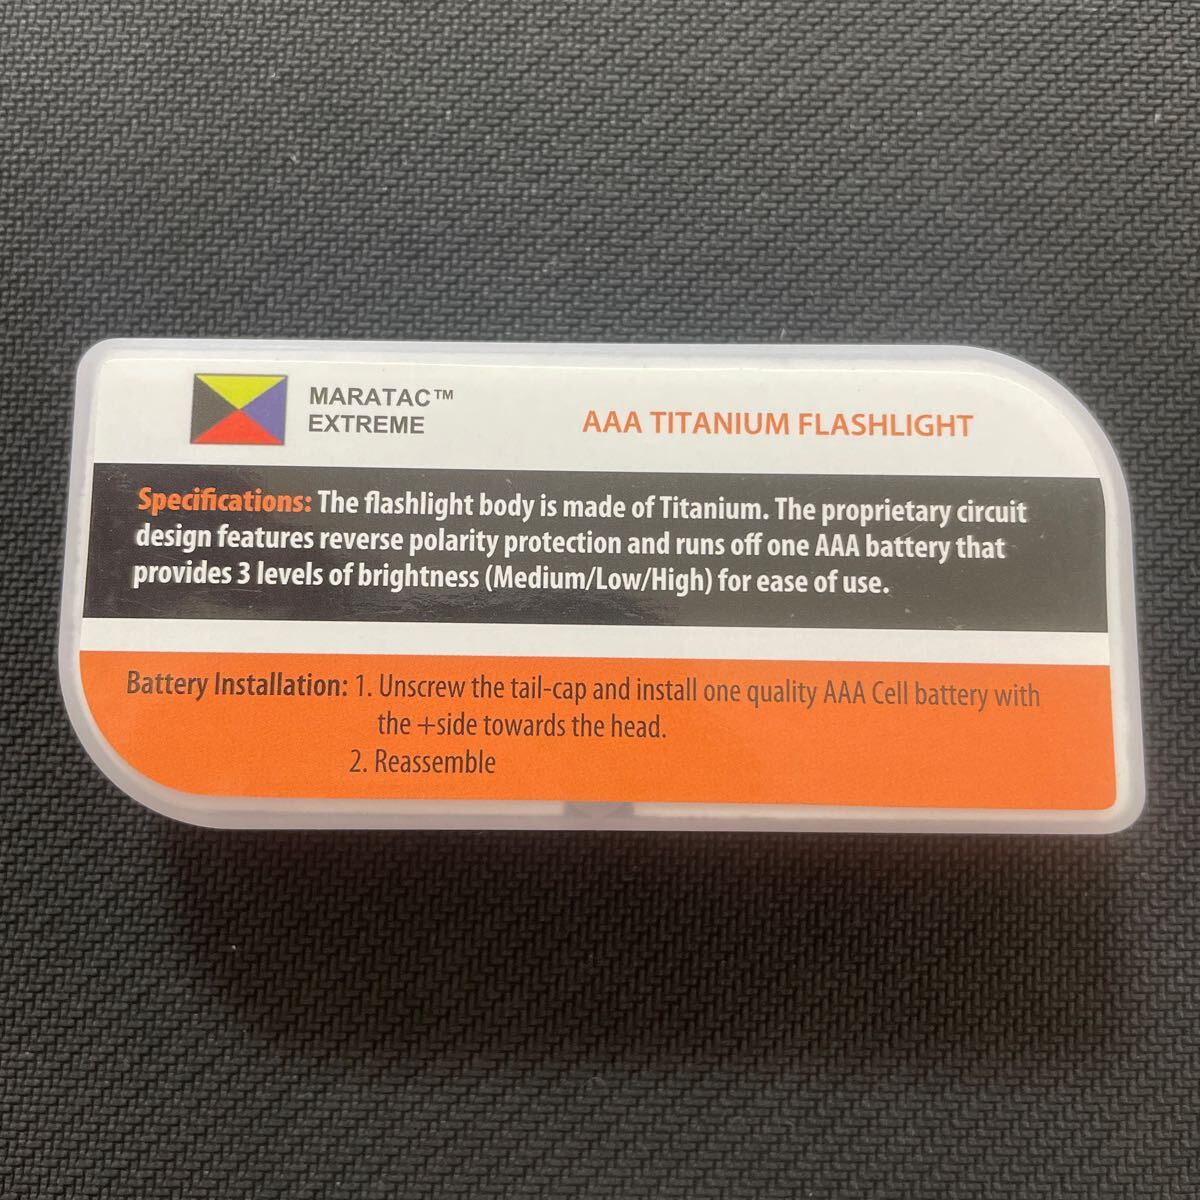 MARATAC™
EXTREME
AAA TITANIUM FLASHLIGHT
Specifications: The flashlight body is made of Titanium. The proprietary circuit
design features reverse polarity protection and runs off one AAA battery that
provides 3 levels of brightness (Medium/Low/High) for ease of use.
Battery Installation: 1. Unscrew the tail-cap and install one quality AAA Cell battery with
the +side towards the head.
2. Reassemble